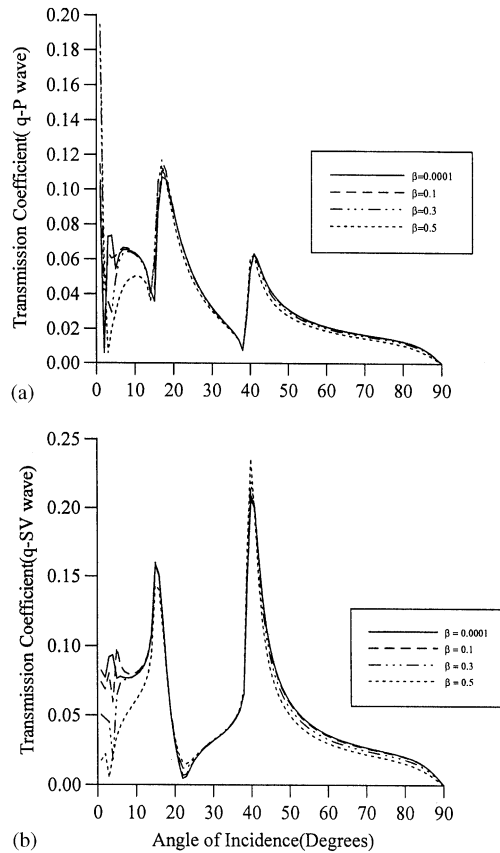 Transmission Coefficient( q-P wave)
0.20
0.18
0.16
0.14
0.12
0.10
0.08
0.06
0.04
0.02
0.00
β=0.0001
β=0.1
β=0.3
β=0.5
0 10 20 30 40 50 60 70 80 90
(a)
Transmission Coefficient(q-SV wave)
0.25
0.20
0.15
0.10
0.05
0.00
β = 0.0001
β = 0.1
β = 0.3
β = 0.5
0 10 20 30 40 50 60 70 80 90
(b) Angle of Incidence(Degrees)